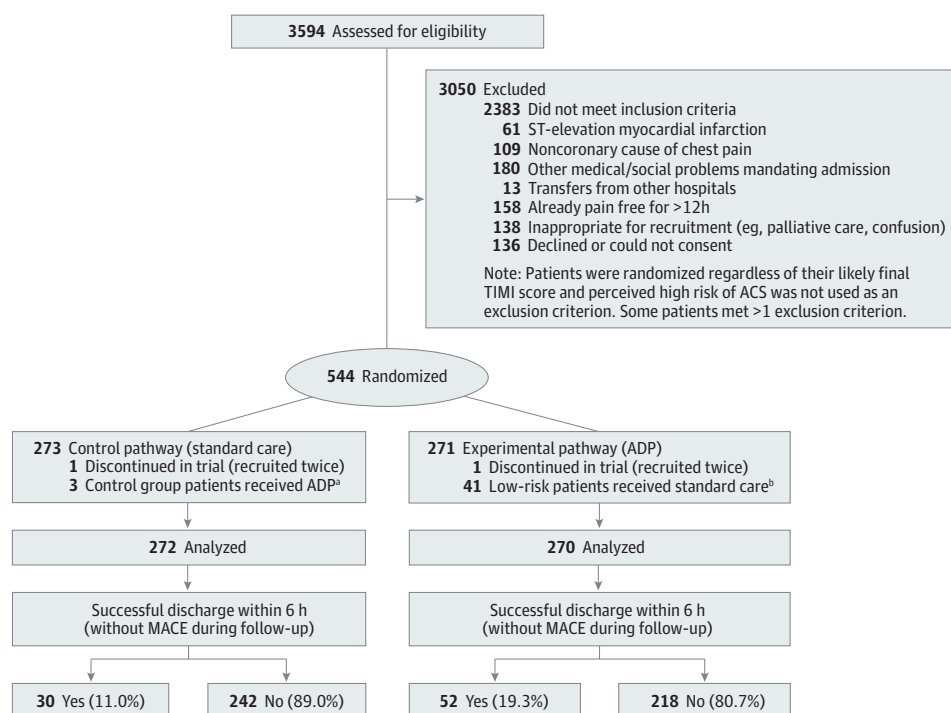 3594 Assessed for eligibility
3050 Excluded
2383 Did not meet inclusion criteria
61 ST-elevation myocardial infarction
109 Noncoronary cause of chest pain
180 Other medical/social problems mandating admission
13 Transfers from other hospitals
158 Already pain free for >12h
138 Inappropriate for recruitment (eg, palliative care, confusion)
136 Declined or could not consent
Note: Patients were randomized regardless of their likely final
TIMI score and perceived high risk of ACS was not used as an
exclusion criterion. Some patients met >1 exclusion criterion.
544 Randomized
273 Control pathway (standard care)
1 Discontinued in trial (recruited twice)
3 Control group patients received ADPa
271 Experimental pathway (ADP)
1 Discontinued in trial (recruited twice)
41 Low-risk patients received standard careb
272 Analyzed
270 Analyzed
Successful discharge within 6 h
(without MACE during follow-up)
Successful discharge within 6 h
(without MACE during follow-up)
30 Yes (11.0%)
242 No (89.0%)
52 Yes (19.3%)
218 No (80.7%)